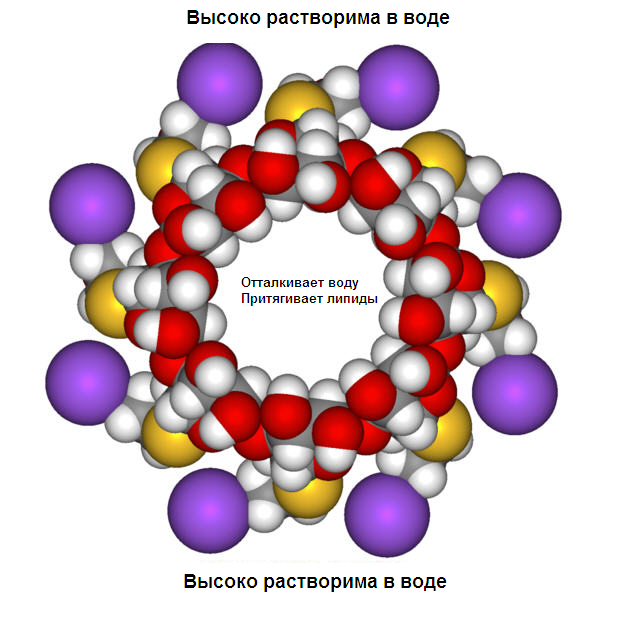 Высоко растворима в воде
Отталкивает воду
Притягивает липиды
Высоко растворима в воде